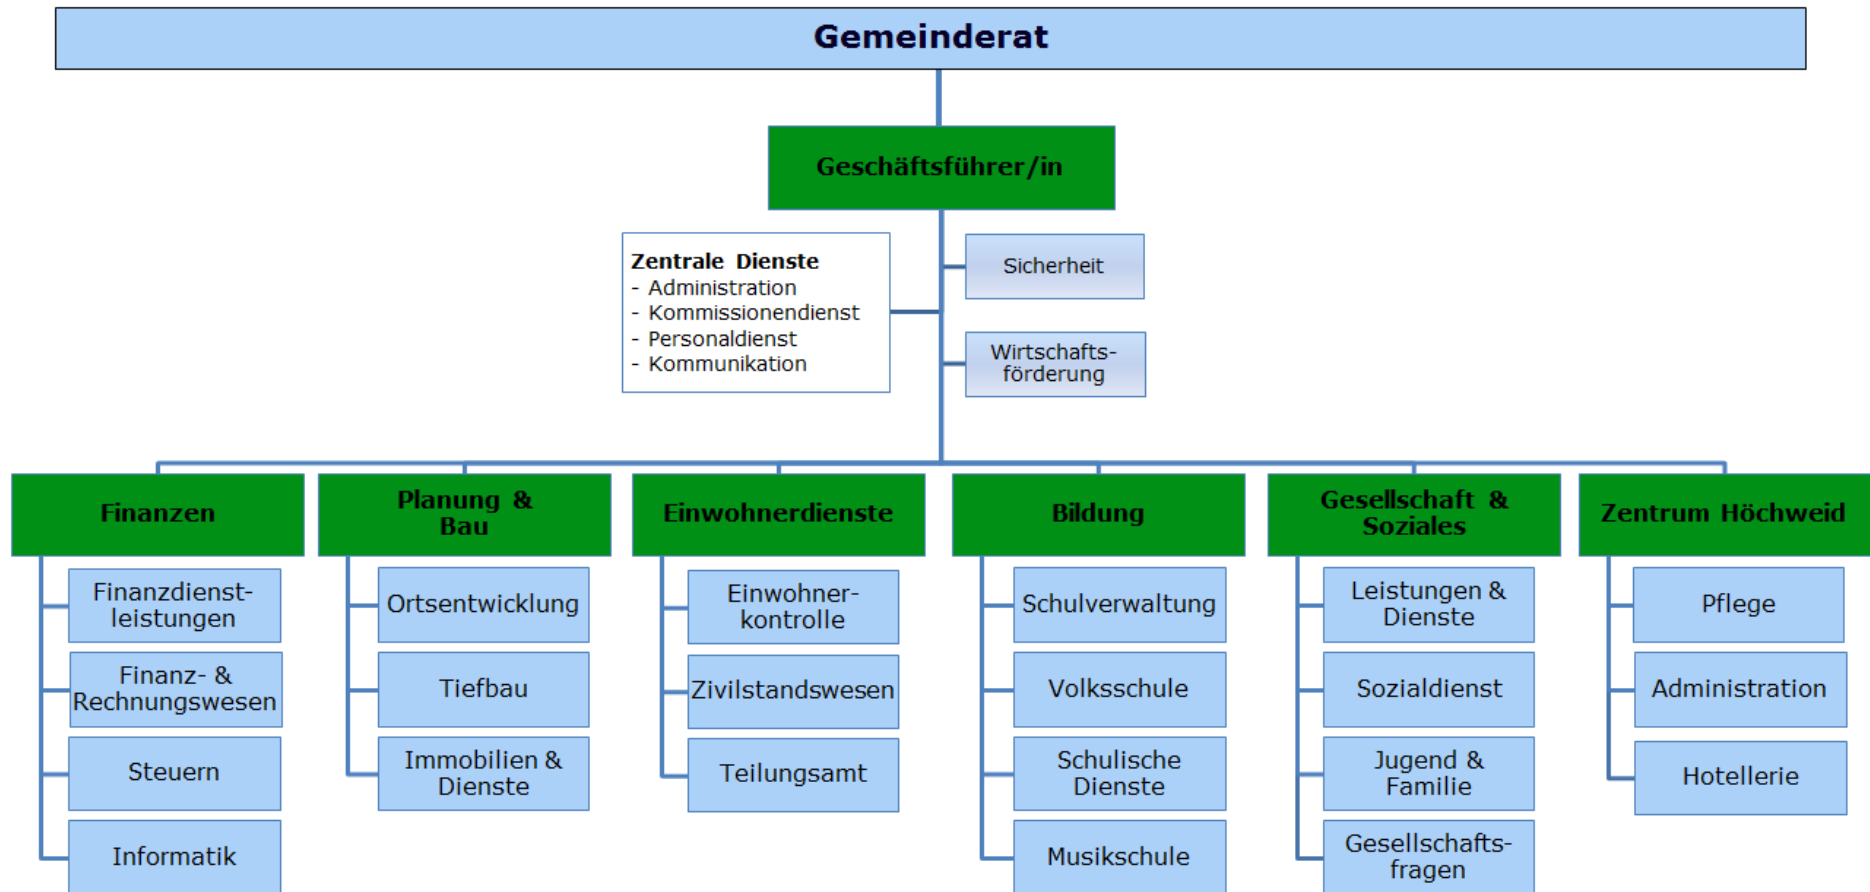 Gemeinderat
Geschäftsführer/in
Zentrale Dienste
- Administration
- Kommissionendienst
- Personaldienst
- Kommunikation
Sicherheit
Wirtschafts-
förderung
Finanzen
Finanzdienst-
leistungen
Finanz- &
Rechnungswesen
Steuern
Informatik
Planung &
Bau
Ortsentwicklung
Tiefbau
Immobilien &
Dienste
Einwohnerdienste
Einwohner-
kontrolle
Zivilstandswesen
Teilungsamt
Bildung
Schulverwaltung
Volksschule
Schulische
Dienste
Musikschule
Gesellschaft &
Soziales
Leistungen &
Dienste
Sozialdienst
Jugend &
Familie
Gesellschafts-
fragen
Zentrum Höchweid
Pflege
Administration
Hotellerie